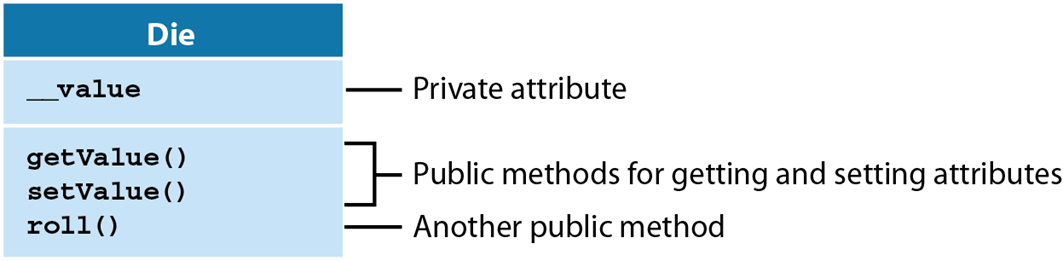 Die
__value
Private attribute
getValue()
setValue()
Public methods for getting and setting attributes
roll()
Another public method